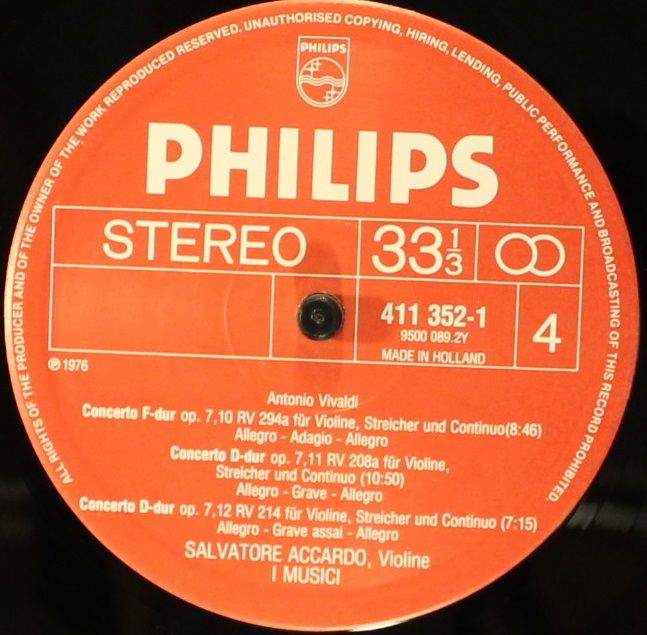 ALL RIGHTS OF THE PRODUCER AND OF THE OWNER OF THE WORK REPRODUCED RESERVED. UNAUTHORISED COPYING, HIRING, LENDING, PUBLIC PERFORMANCE AND BROADCASTING OF THIS RECORD PROHIBITED.
PHILIPS
PHILIPS
STEREO
33 1/3
411 352-1
9500 089.2Y
MADE IN HOLLAND
4
℗ 1976
Antonio Vivaldi
Concerto F-dur op. 7,10 RV 294a für Violine, Streicher und Continuo(8:46)
Allegro - Adagio - Allegro
Concerto D-dur op. 7,11 RV 208a für Violine,
Streicher und Continuo (10:50)
Allegro - Grave - Allegro
Concerto D-dur op. 7,12 RV 214 für Violine, Streicher und Continuo (7:15)
Allegro - Grave assai - Allegro
SALVATORE ACCARDO, Violine
I MUSICI